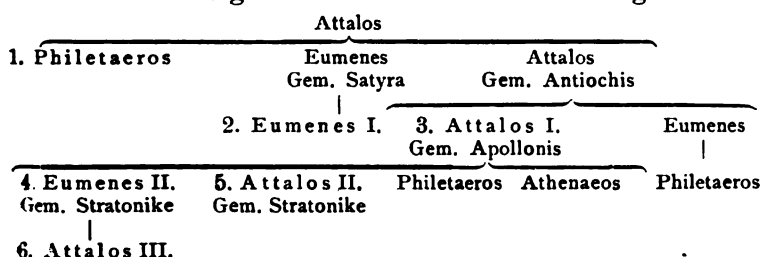 Attalos
1. Philetaeros Eumenes Attalos
Gem. Satyra Gem. Antiochis
2. Eumenes I. 3. Attalos I. Eumenes
Gem. Apollonis
4. Eumenes II. 5. Attalos II. Philetaeros Athenaeos Philetaeros
Gem. Stratonike Gem. Stratonike
6. Attalos III.